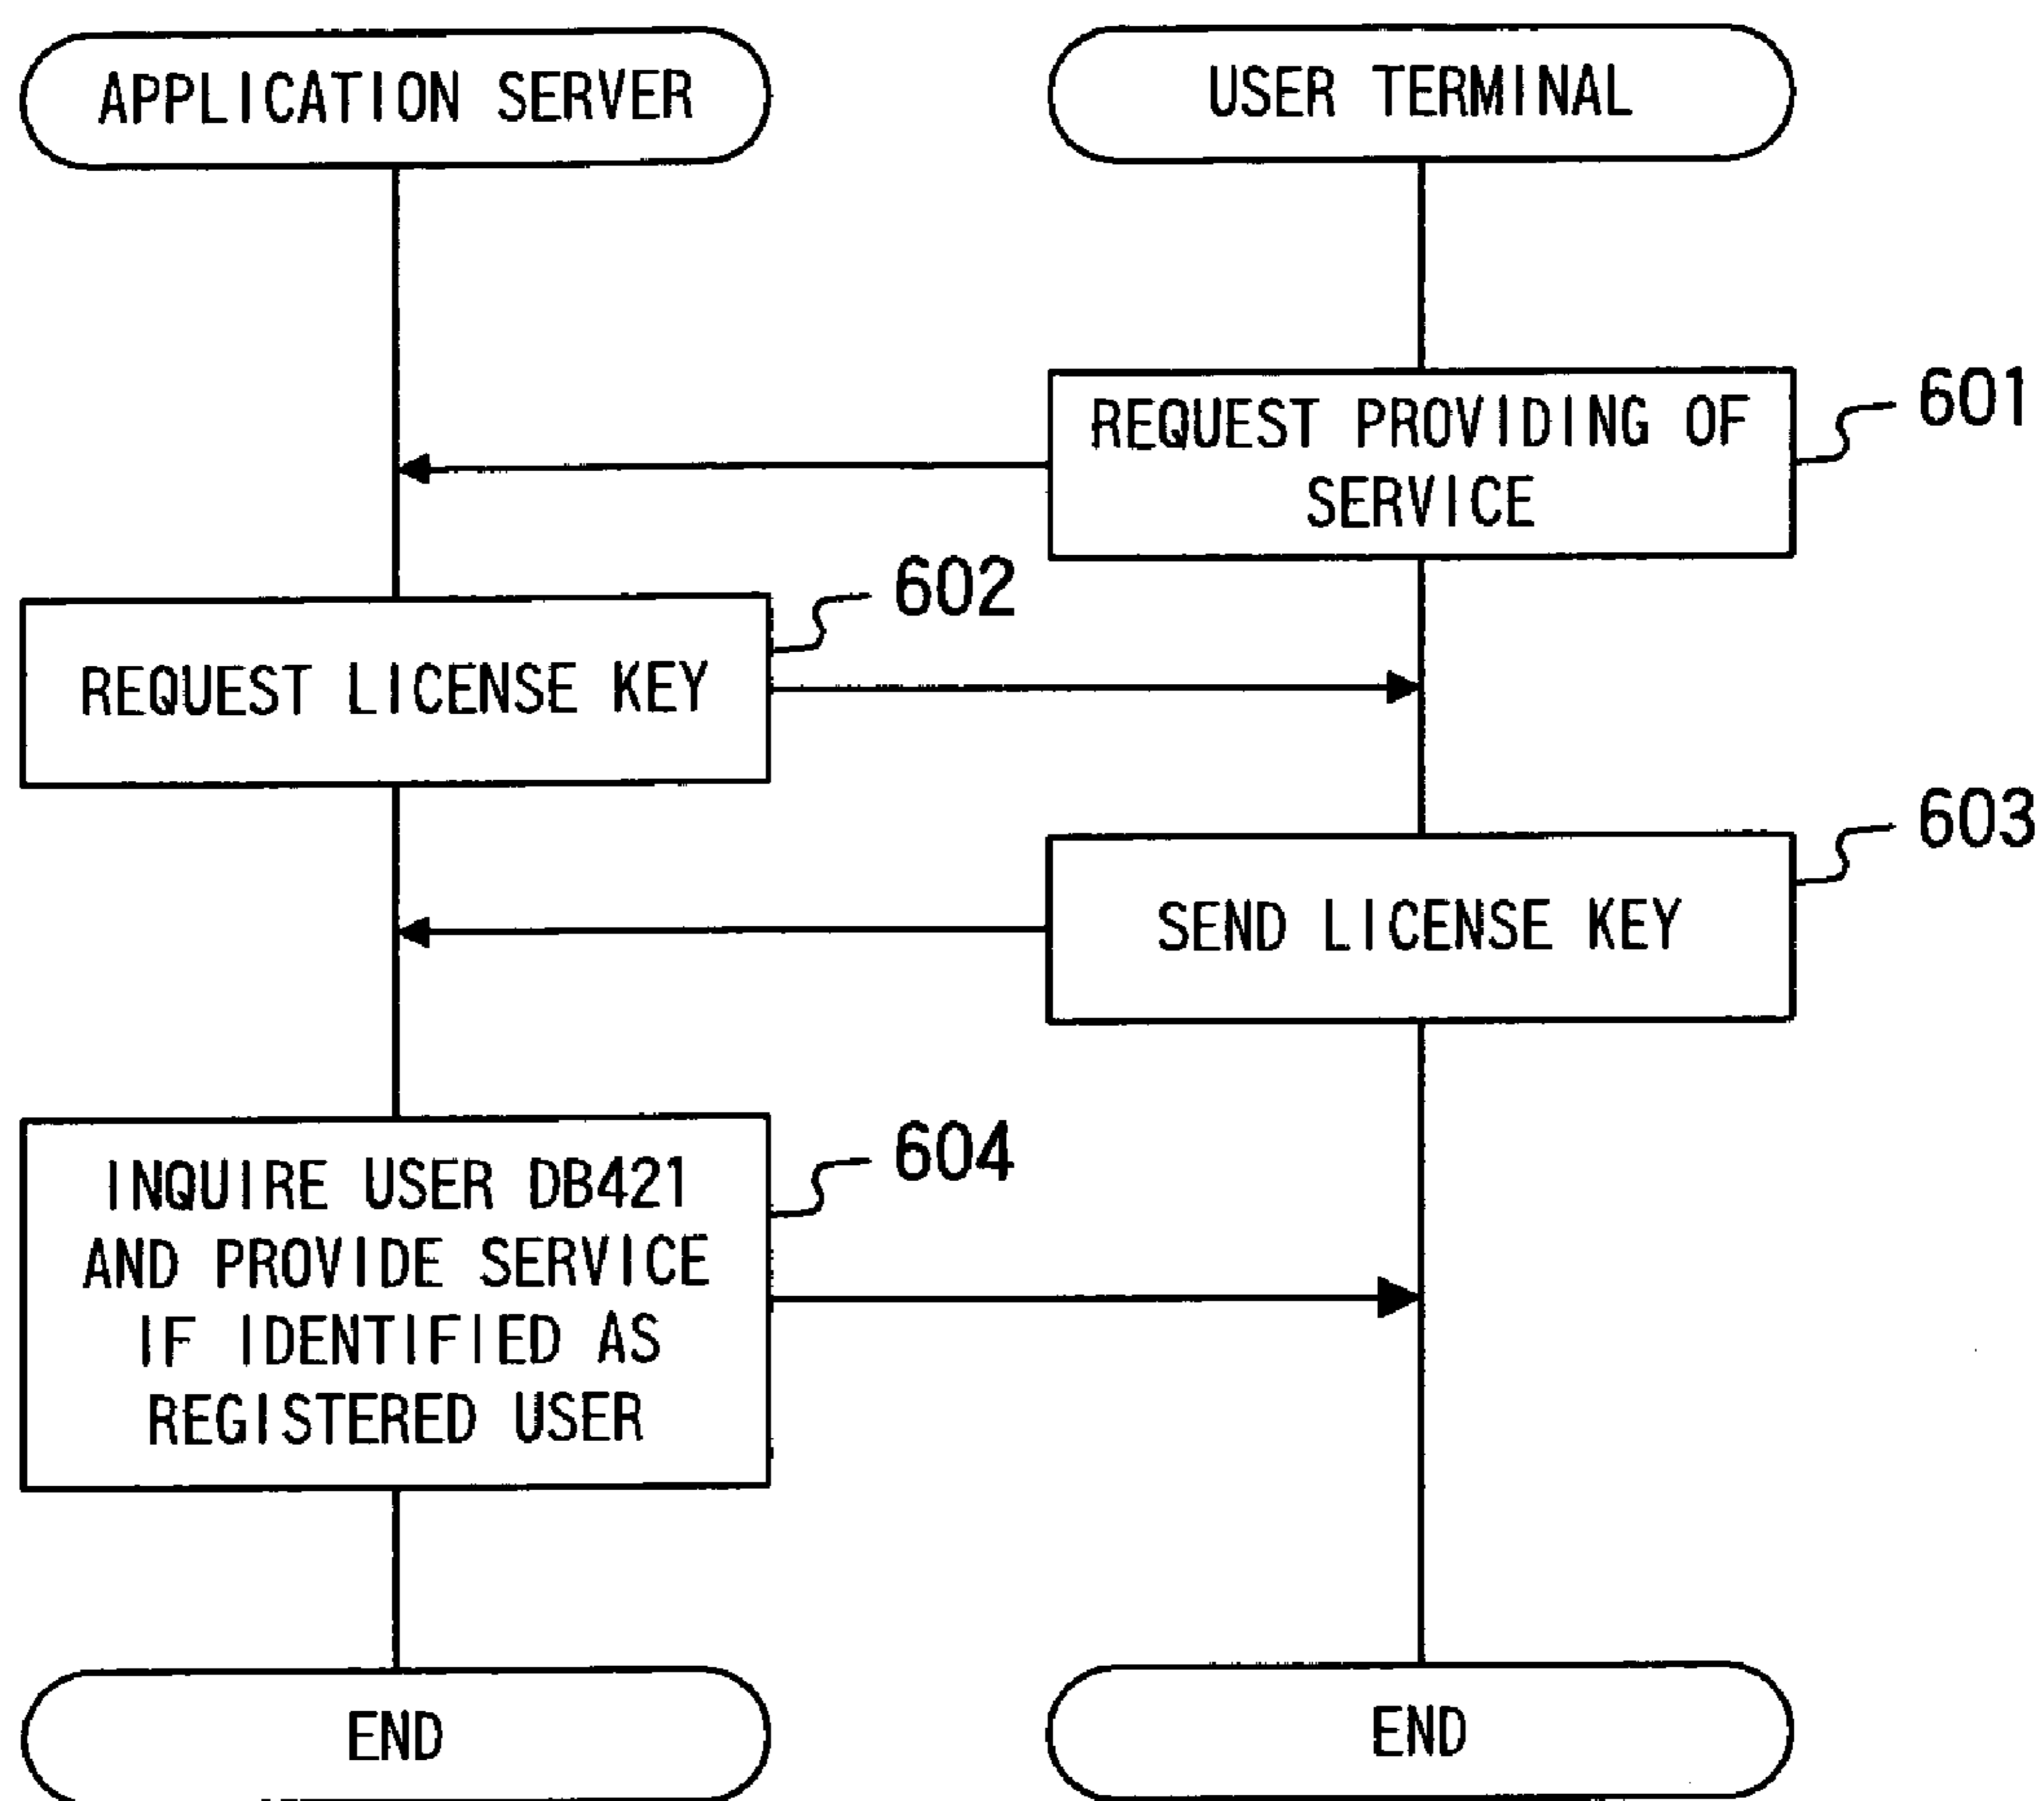 APPLICATION SERVER
USER TERMINAL
REQUEST PROVIDING OF
SERVICE
601
602
REQUEST LICENSE KEY
603
SEND LICENSE KEY
604
INQUIRE USER DB421
AND PROVIDE SERVICE
IF IDENTIFIED AS
REGISTERED USER
END
END